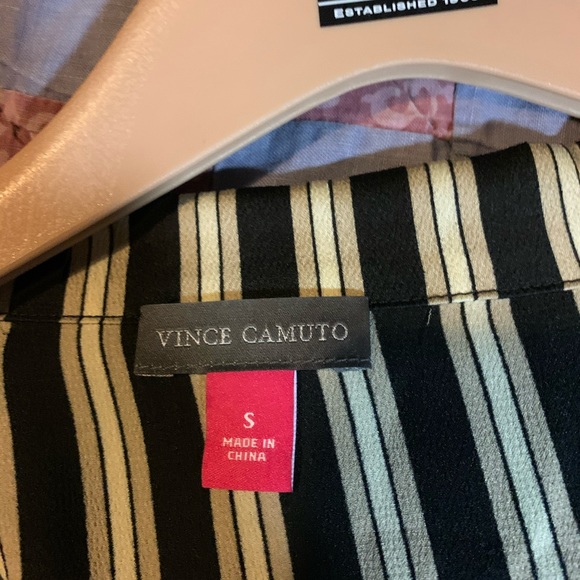 ESTABLISHED
VINCE CAMUTO
S
MADE IN
CHINA